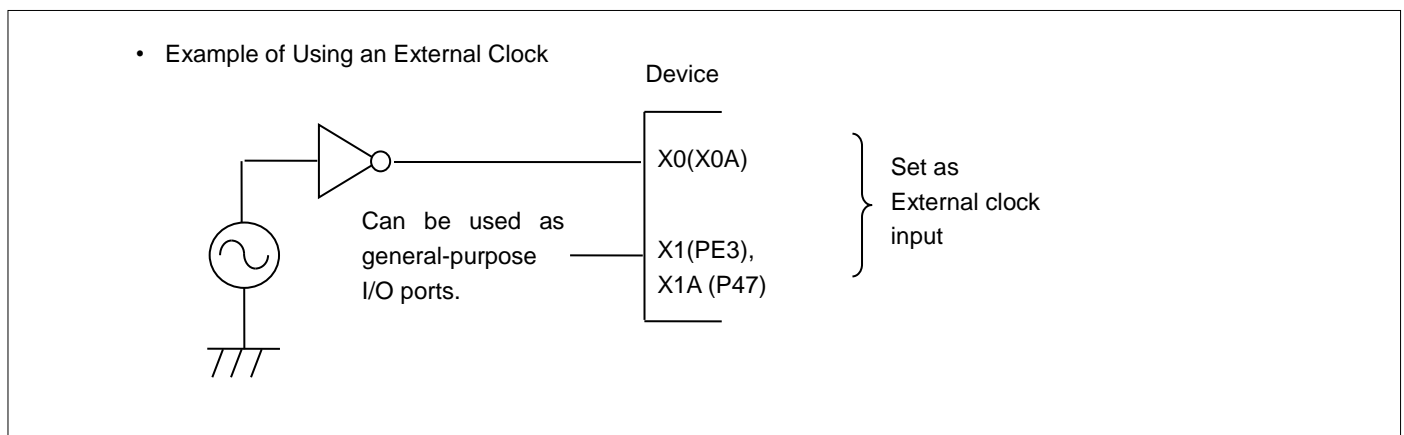 • Example of Using an External Clock
Device
X0(X0A)
Can be used as
general-purpose
I/O ports.
X1(PE3),
X1A (P47)
Set as
External clock
input